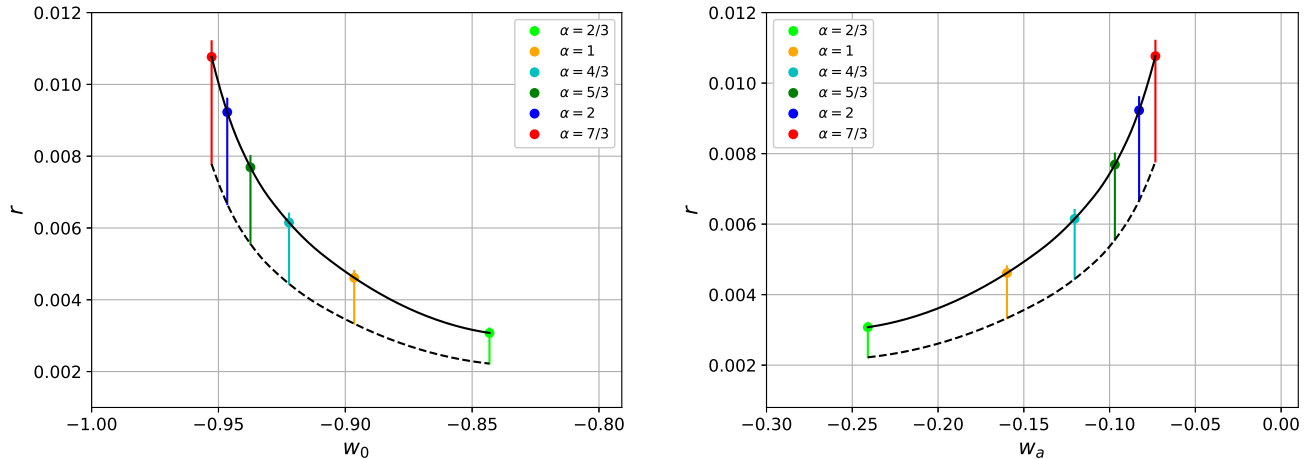 0.012
0.010
0.008
0.006
0.004
0.002
r
−1.00
−0.95
−0.90
−0.85
−0.80
w₀
α = 2/3
α = 1
α = 4/3
α = 5/3
α = 2
α = 7/3
0.012
0.010
0.008
0.006
0.004
0.002
r
−0.30
−0.25
−0.20
−0.15
−0.10
−0.05
0.00
wₐ
α = 2/3
α = 1
α = 4/3
α = 5/3
α = 2
α = 7/3